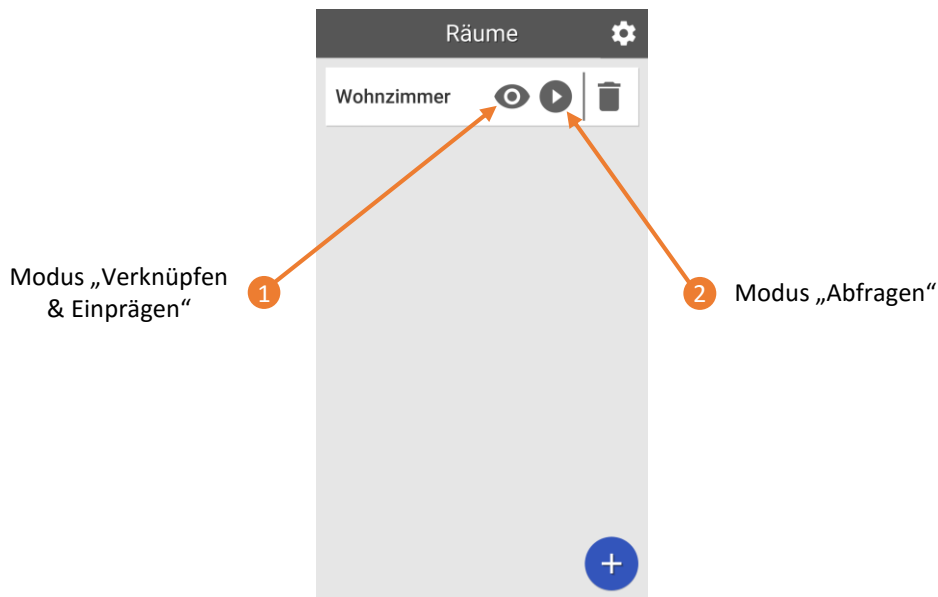 Räume
Wohnzimmer
Modus „Verknüpfen
& Einprägen“
1
2
Modus „Abfragen“